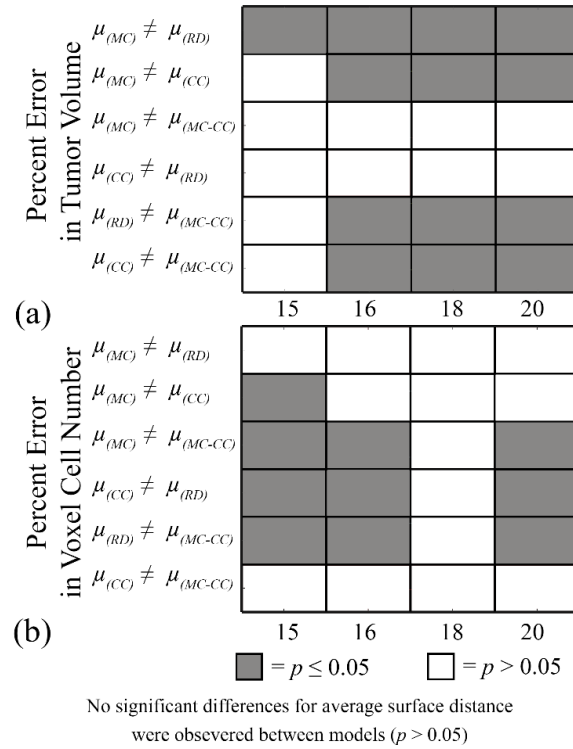 Percent Error
in Tumor Volume
μ(MC) ≠ μ(RD)
μ(MC) ≠ μ(CC)
μ(MC) ≠ μ(MC-CC)
μ(CC) ≠ μ(RD)
μ(RD) ≠ μ(MC-CC)
μ(CC) ≠ μ(MC-CC)
(a)
15 16 18 20
Percent Error
in Voxel Cell Number
μ(MC) ≠ μ(RD)
μ(MC) ≠ μ(CC)
μ(MC) ≠ μ(MC-CC)
μ(CC) ≠ μ(RD)
μ(RD) ≠ μ(MC-CC)
μ(CC) ≠ μ(MC-CC)
(b)
15 16 18 20
= p ≤ 0.05 = p > 0.05
No significant differences for average surface distance
were obsevered between models (p > 0.05)